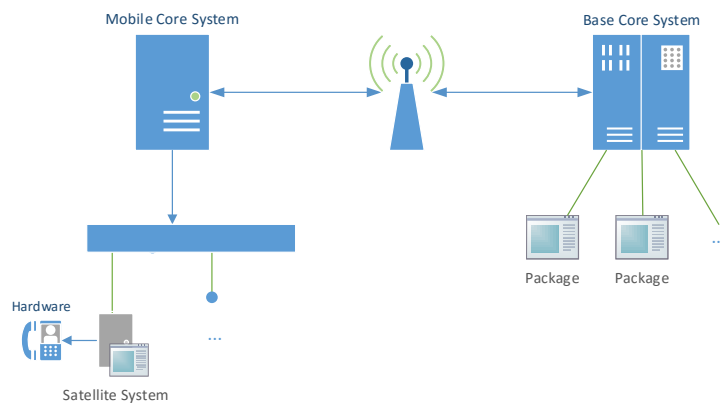 Mobile Core System
Base Core System
Package
Package
...
Hardware
...
Satellite System